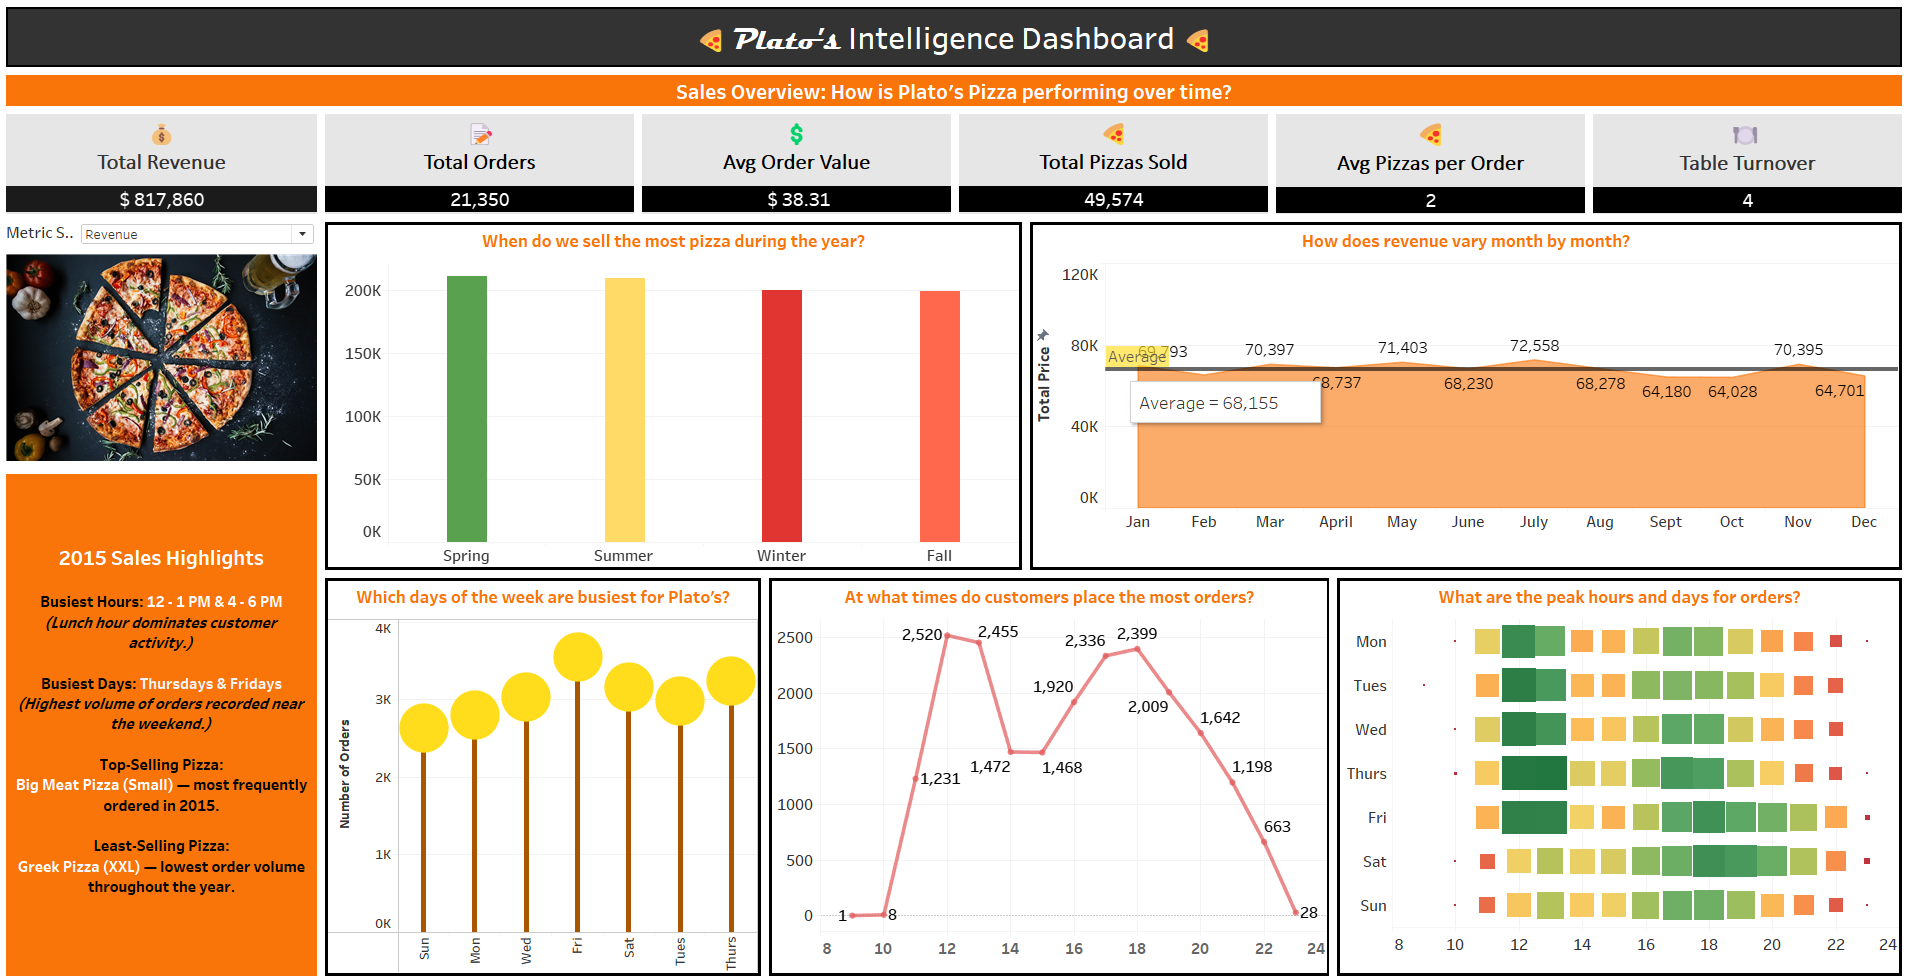 Plato's Intelligence Dashboard
Sales Overview: How is Plato's Pizza performing over time?
Total Revenue
$ 817,860
Total Orders
21,350
Avg Order Value
$ 38.31
Total Pizzas Sold
49,574
Avg Pizzas per Order
2
Table Turnover
4
Metric S..
Revenue
2015 Sales Highlights
Busiest Hours: 12 - 1 PM & 4 - 6 PM
(Lunch hour dominates customer
activity.)
Busiest Days: Thursdays & Fridays
(Highest volume of orders recorded near
the weekend.)
Top-Selling Pizza:
Big Meat Pizza (Small) — most frequently
ordered in 2015.
Least-Selling Pizza:
Greek Pizza (XXL) — lowest order volume
throughout the year.
When do we sell the most pizza during the year?
200K
150K
100K
50K
0K
Spring Summer Winter Fall
How does revenue vary month by month?
Total Price
120K
80K
40K
0K
Average
69,793 70,397 71,403 72,558 70,395
68,737 68,230 68,278 64,180 64,028 64,701
Average = 68,155
Jan Feb Mar April May June July Aug Sept Oct Nov Dec
Which days of the week are busiest for Plato's?
Number of Orders
4K
3K
2K
1K
0K
Sun Mon Wed Fri Sat Tues Thurs
At what times do customers place the most orders?
2500
2000
1500
1000
500
0
1 8 1,231 2,520 2,455 1,472 1,468 1,920 2,336 2,399 2,009 1,642 1,198 663 28
8 10 12 14 16 18 20 22 24
What are the peak hours and days for orders?
Mon
Tues
Wed
Thurs
Fri
Sat
Sun
8 10 12 14 16 18 20 22 24